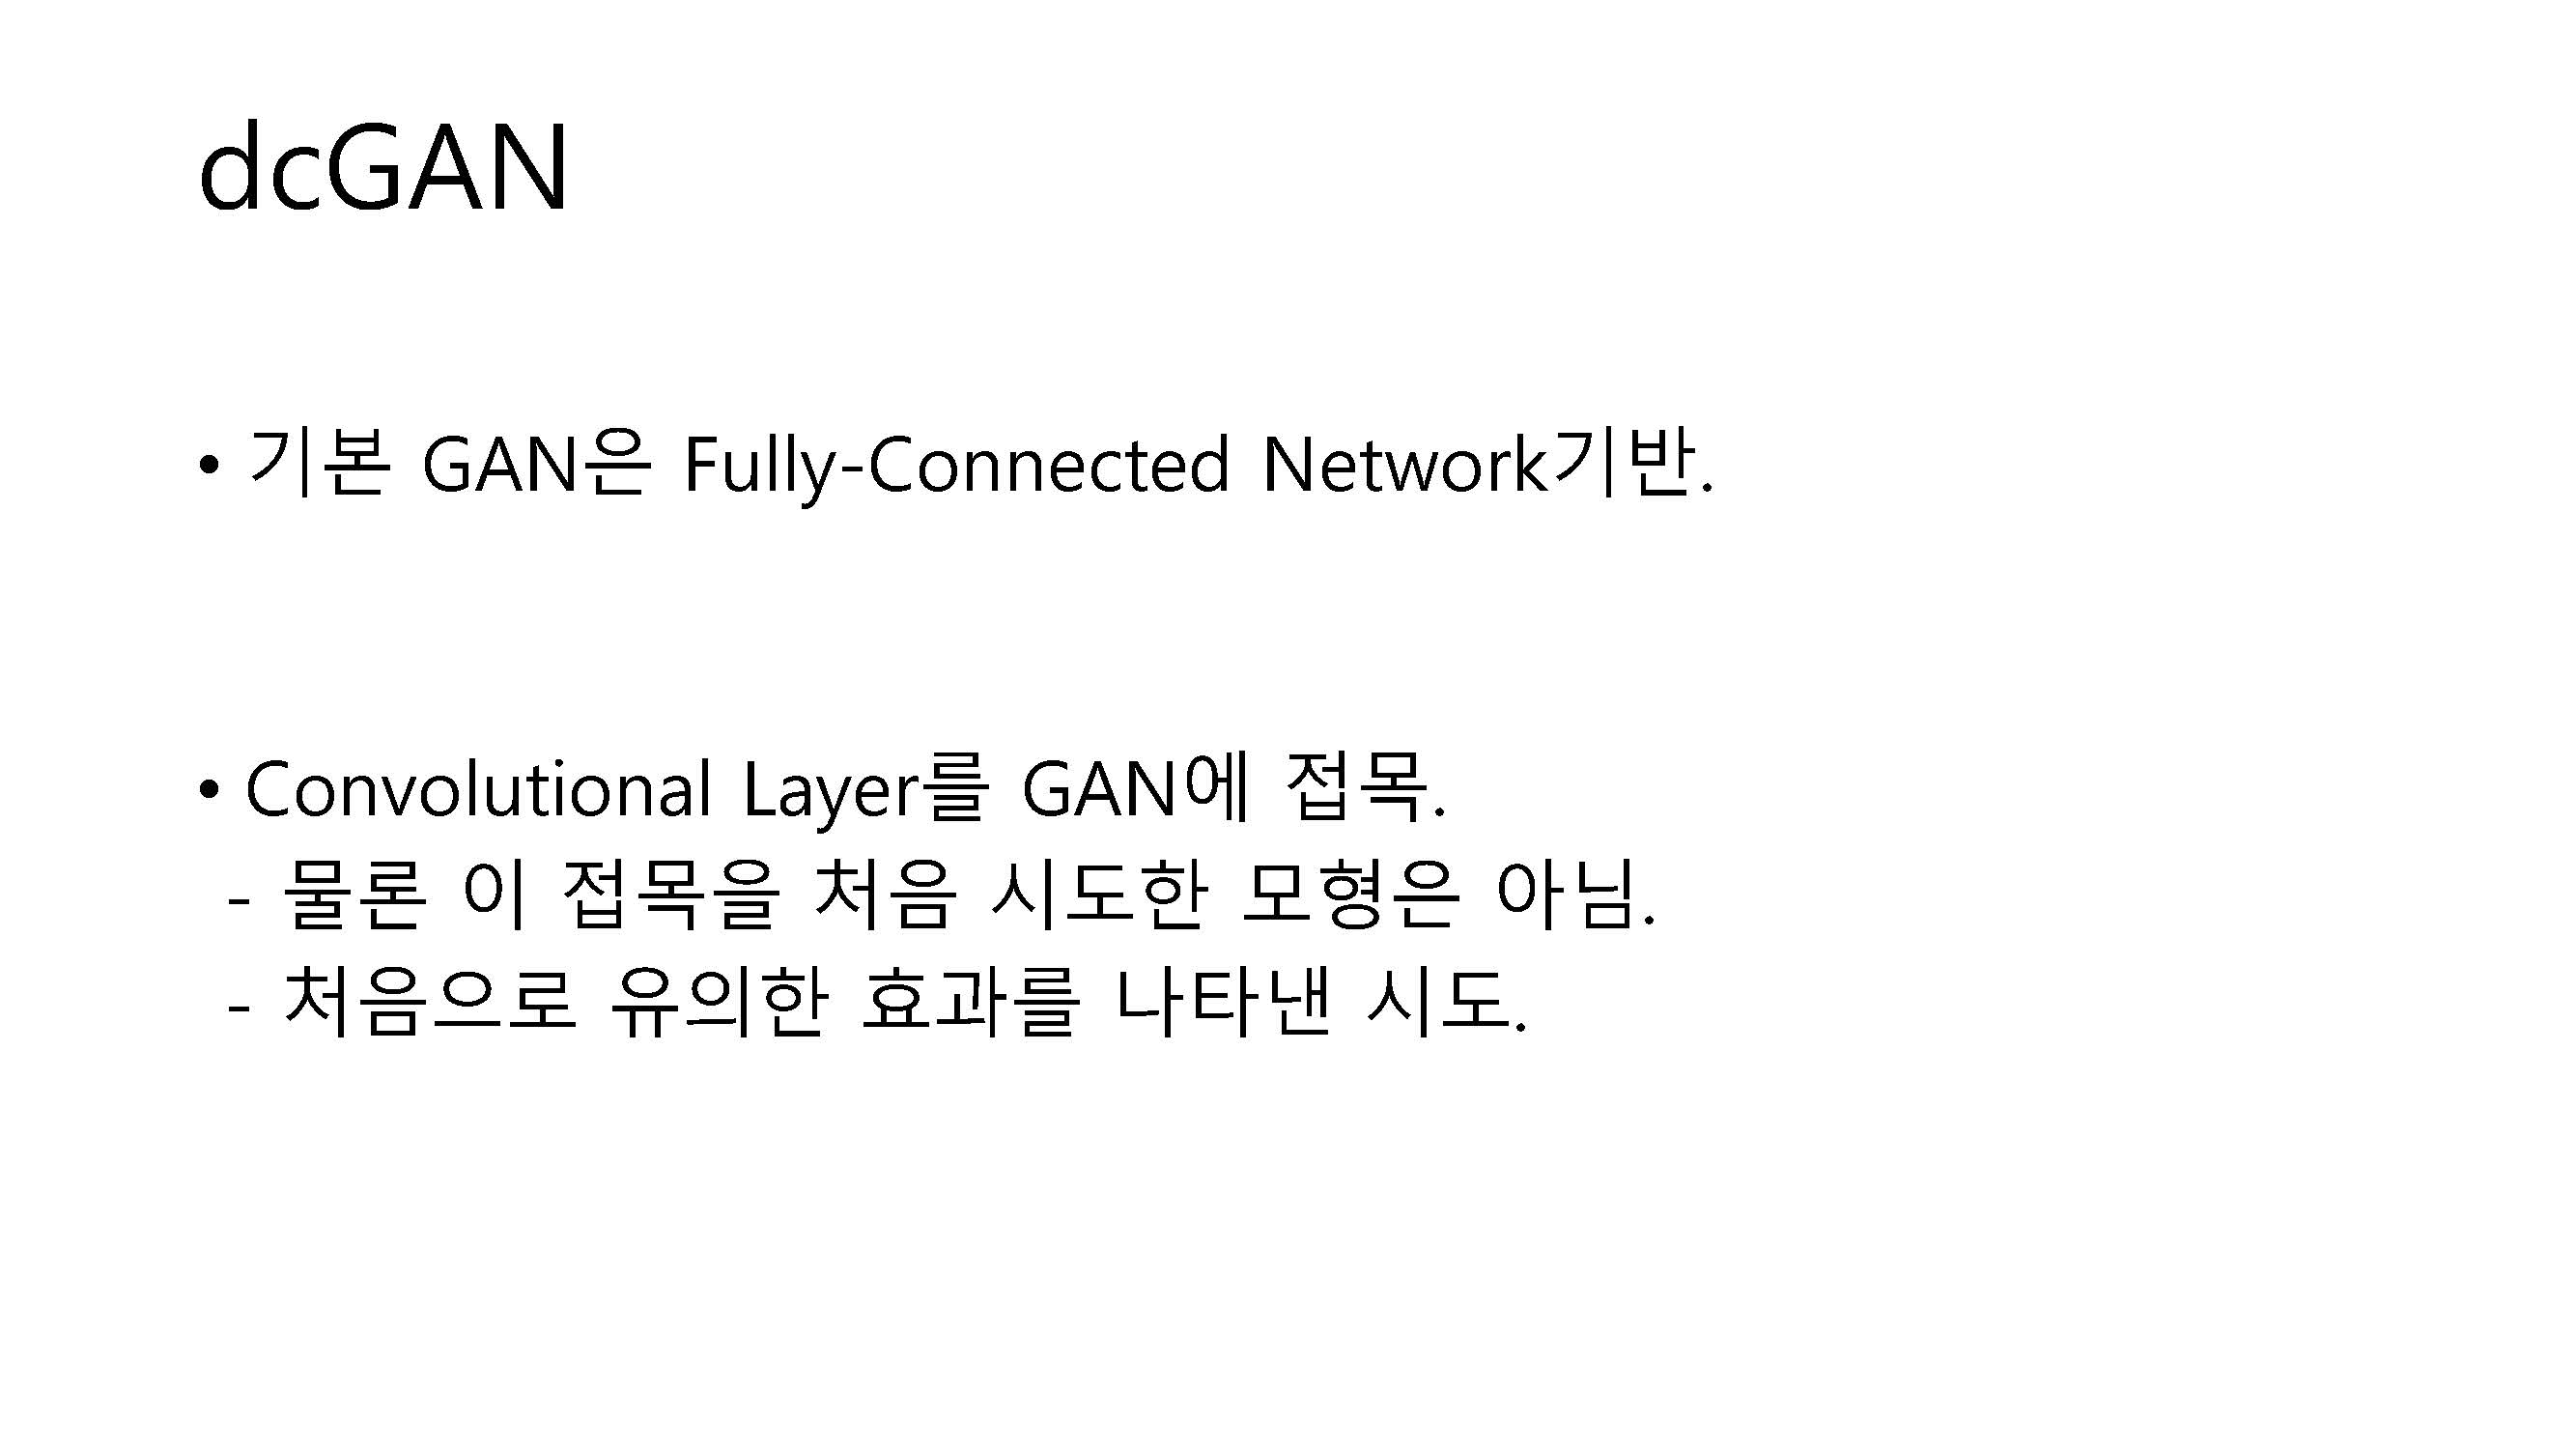 dcGAN
• 기본 GAN은 Fully-Connected Network기반.
• Convolutional Layer를 GAN에 접목.
- 물론 이 접목을 처음 시도한 모형은 아님.
- 처음으로 유의한 효과를 나타낸 시도.